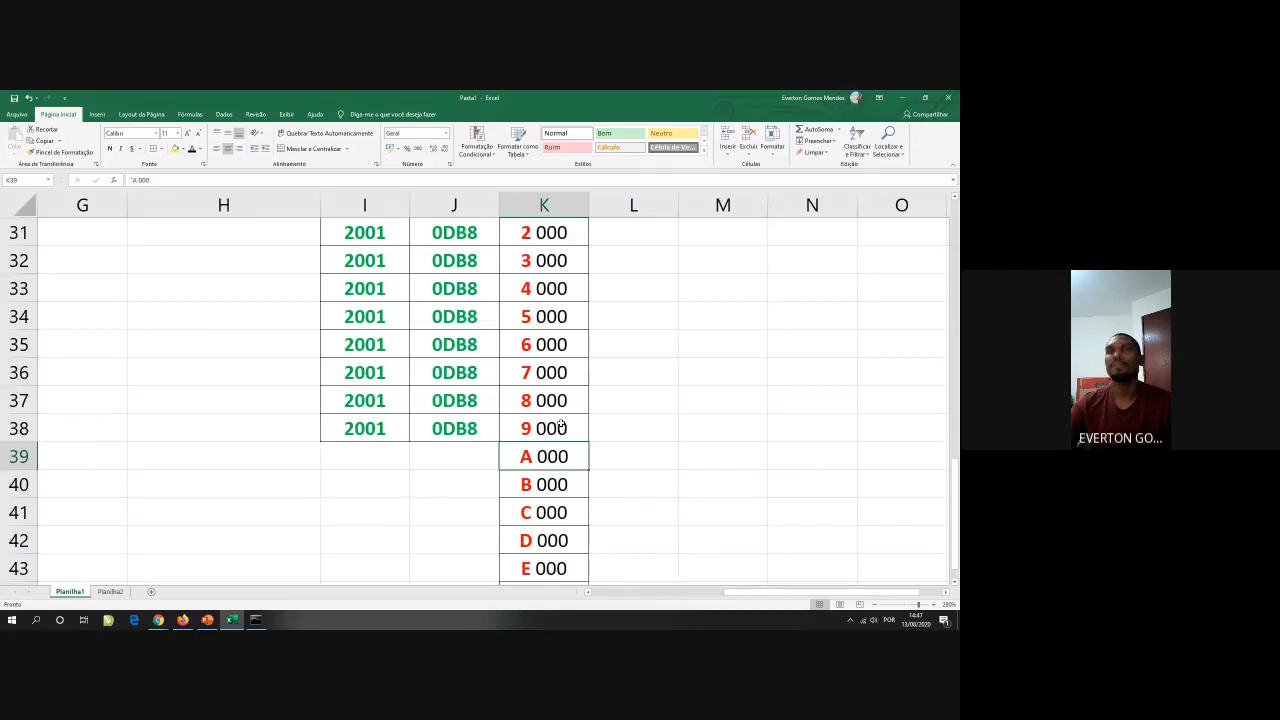 Pasta1 - Excel
Everton Gomes Mendes
Arquivo Página Inicial Inserir Layout da Página Fórmulas Dados Revisão Exibir Ajuda Diga-me o que você deseja fazer Compartilhar
Colar
Recortar
Copiar
Pincel de Formatação
Área de Transferência
Calibri 11
N I S
Fonte
Quebrar Texto Automaticamente
Mesclar e Centralizar
Alinhamento
Geral
% 000
Número
Formatação Condicional
Formatar como Tabela
Normal Bom Neutro
Ruim Cálculo Célula de Ve...
Estilos
Inserir Excluir Formatar
Células
AutoSoma
Preencher
Limpar
Classificar e Filtrar
Localizar e Selecionar
Edição
K39 'A 000
G H I J K L M N O
31 2001 0DB8 2 000
32 2001 0DB8 3 000
33 2001 0DB8 4 000
34 2001 0DB8 5 000
35 2001 0DB8 6 000
36 2001 0DB8 7 000
37 2001 0DB8 8 000
38 2001 0DB8 9 000
39 A 000
40 B 000
41 C 000
42 D 000
43 E 000
Planilha1 Planilha2
Pronto
280%
POR
14:47
13/08/2020
EVERTON GO...